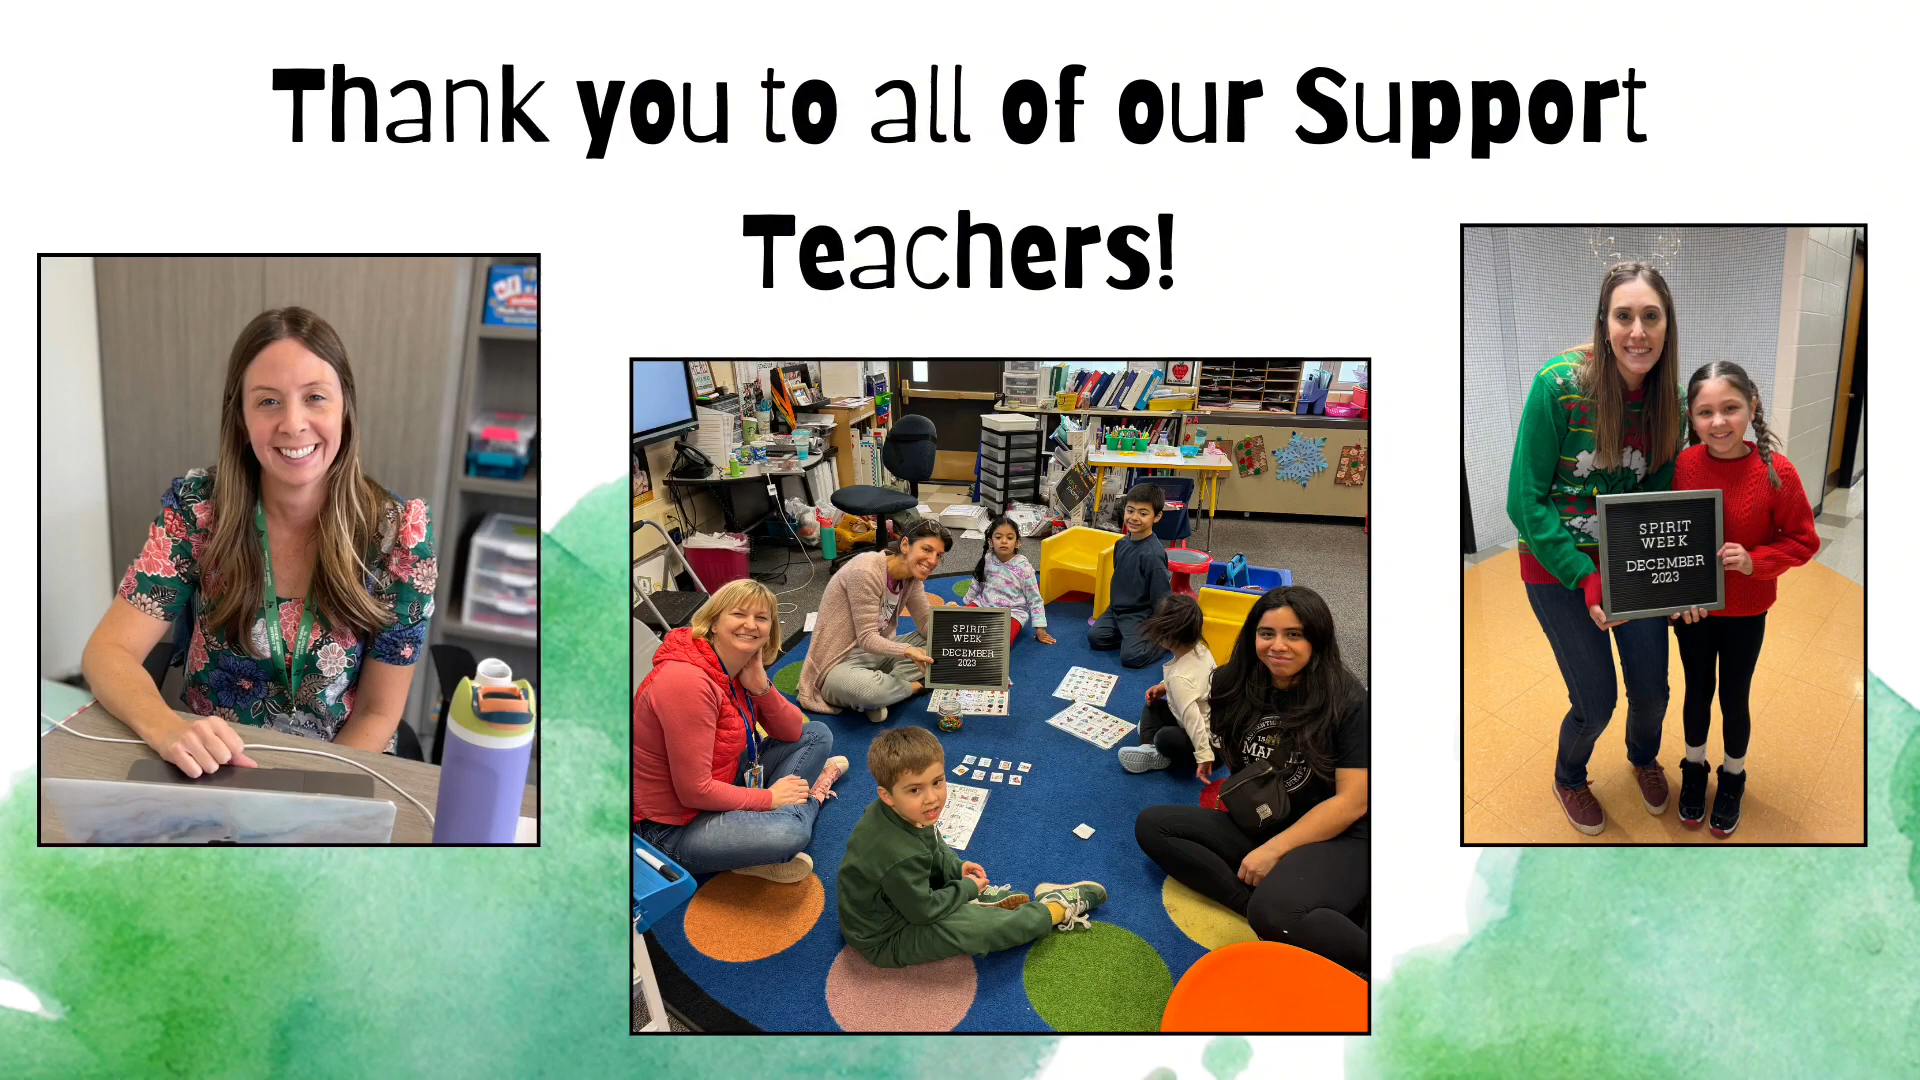 Thank you to all of our Support
Teachers!
SPIRIT
WEEK
DECEMBER
2023
SPIRIT
WEEK
DECEMBER
2023